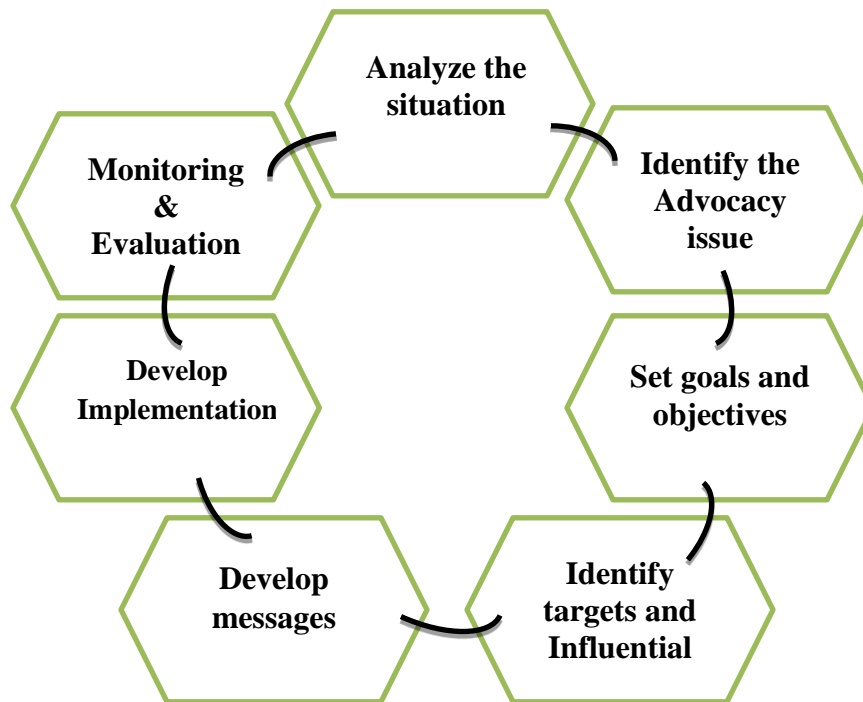 Analyze the
situation
Identify the
Advocacy
issue
Set goals and
objectives
Identify
targets and
Influential
Develop
messages
Develop
Implementation
Monitoring
&
Evaluation